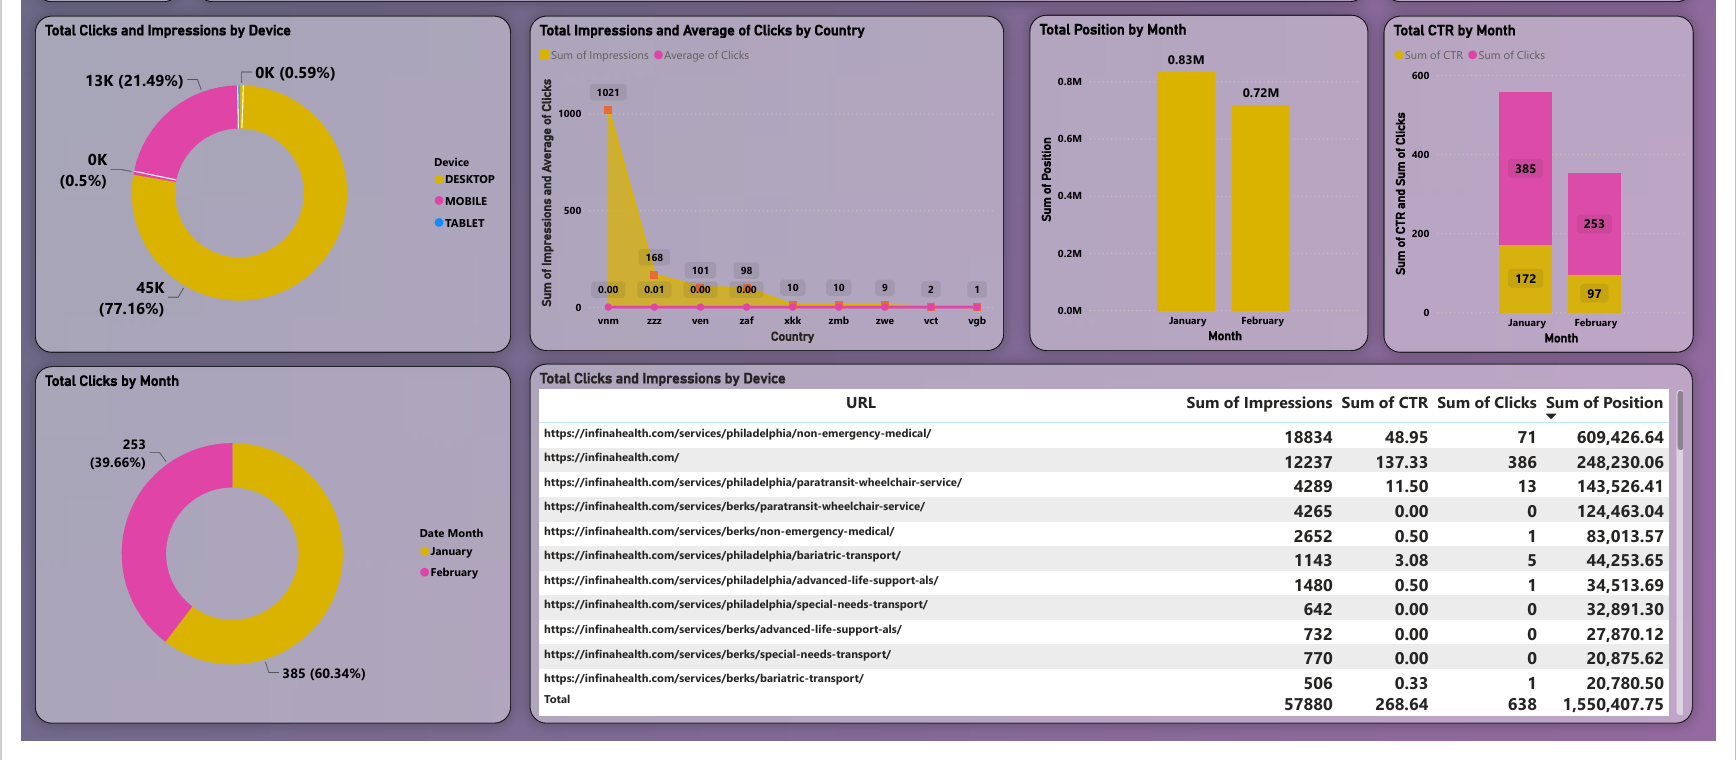 Total Clicks and Impressions by Device
13K (21.49%)
0K (0.59%)
0K
(0.5%)
45K
(77.16%)
Device
DESKTOP
MOBILE
TABLET
Total Impressions and Average of Clicks by Country
Sum of Impressions Average of Clicks
Sum of Impressions and Average of Clicks
1000
500
0
1021
168
101
98
10
10
9
2
1
0.00
0.01
0.00
0.00
vnm
zzz
ven
zaf
xkk
zmb
zwe
vct
vgb
Country
Total Position by Month
Sum of Position
0.8M
0.6M
0.4M
0.2M
0.0M
0.83M
0.72M
January
February
Month
Total CTR by Month
Sum of CTR Sum of Clicks
Sum of CTR and Sum of Clicks
600
400
200
0
385
172
253
97
January
February
Month
Total Clicks by Month
253
(39.66%)
385 (60.34%)
Date Month
January
February
Total Clicks and Impressions by Device
URL Sum of Impressions Sum of CTR Sum of Clicks Sum of Position
https://infinahealth.com/services/philadelphia/non-emergency-medical/ 18834 48.95 71 609,426.64
https://infinahealth.com/ 12237 137.33 386 248,230.06
https://infinahealth.com/services/philadelphia/paratransit-wheelchair-service/ 4289 11.50 13 143,526.41
https://infinahealth.com/services/berks/paratransit-wheelchair-service/ 4265 0.00 0 124,463.04
https://infinahealth.com/services/berks/non-emergency-medical/ 2652 0.50 1 83,013.57
https://infinahealth.com/services/philadelphia/bariatric-transport/ 1143 3.08 5 44,253.65
https://infinahealth.com/services/philadelphia/advanced-life-support-als/ 1480 0.50 1 34,513.69
https://infinahealth.com/services/philadelphia/special-needs-transport/ 642 0.00 0 32,891.30
https://infinahealth.com/services/berks/advanced-life-support-als/ 732 0.00 0 27,870.12
https://infinahealth.com/services/berks/special-needs-transport/ 770 0.00 0 20,875.62
https://infinahealth.com/services/berks/bariatric-transport/ 506 0.33 1 20,780.50
Total 57880 268.64 638 1,550,407.75